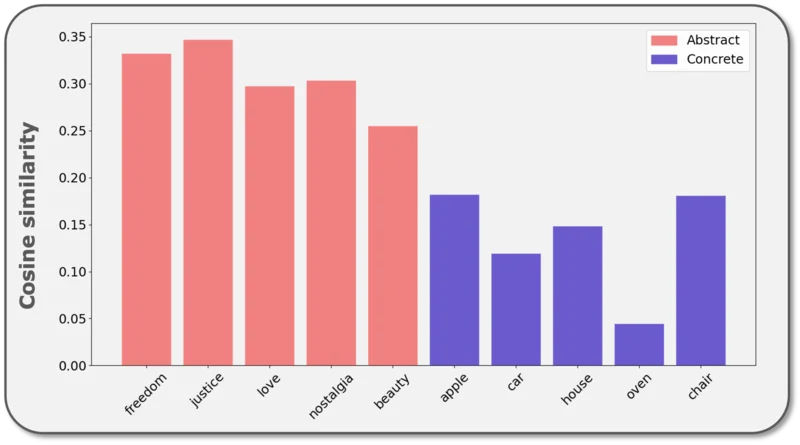 Cosine similarity
0.35
0.30
0.25
0.20
0.15
0.10
0.05
0.00
Abstract
Concrete
freedom
justice
love
nostalgia
beauty
apple
car
house
oven
chair